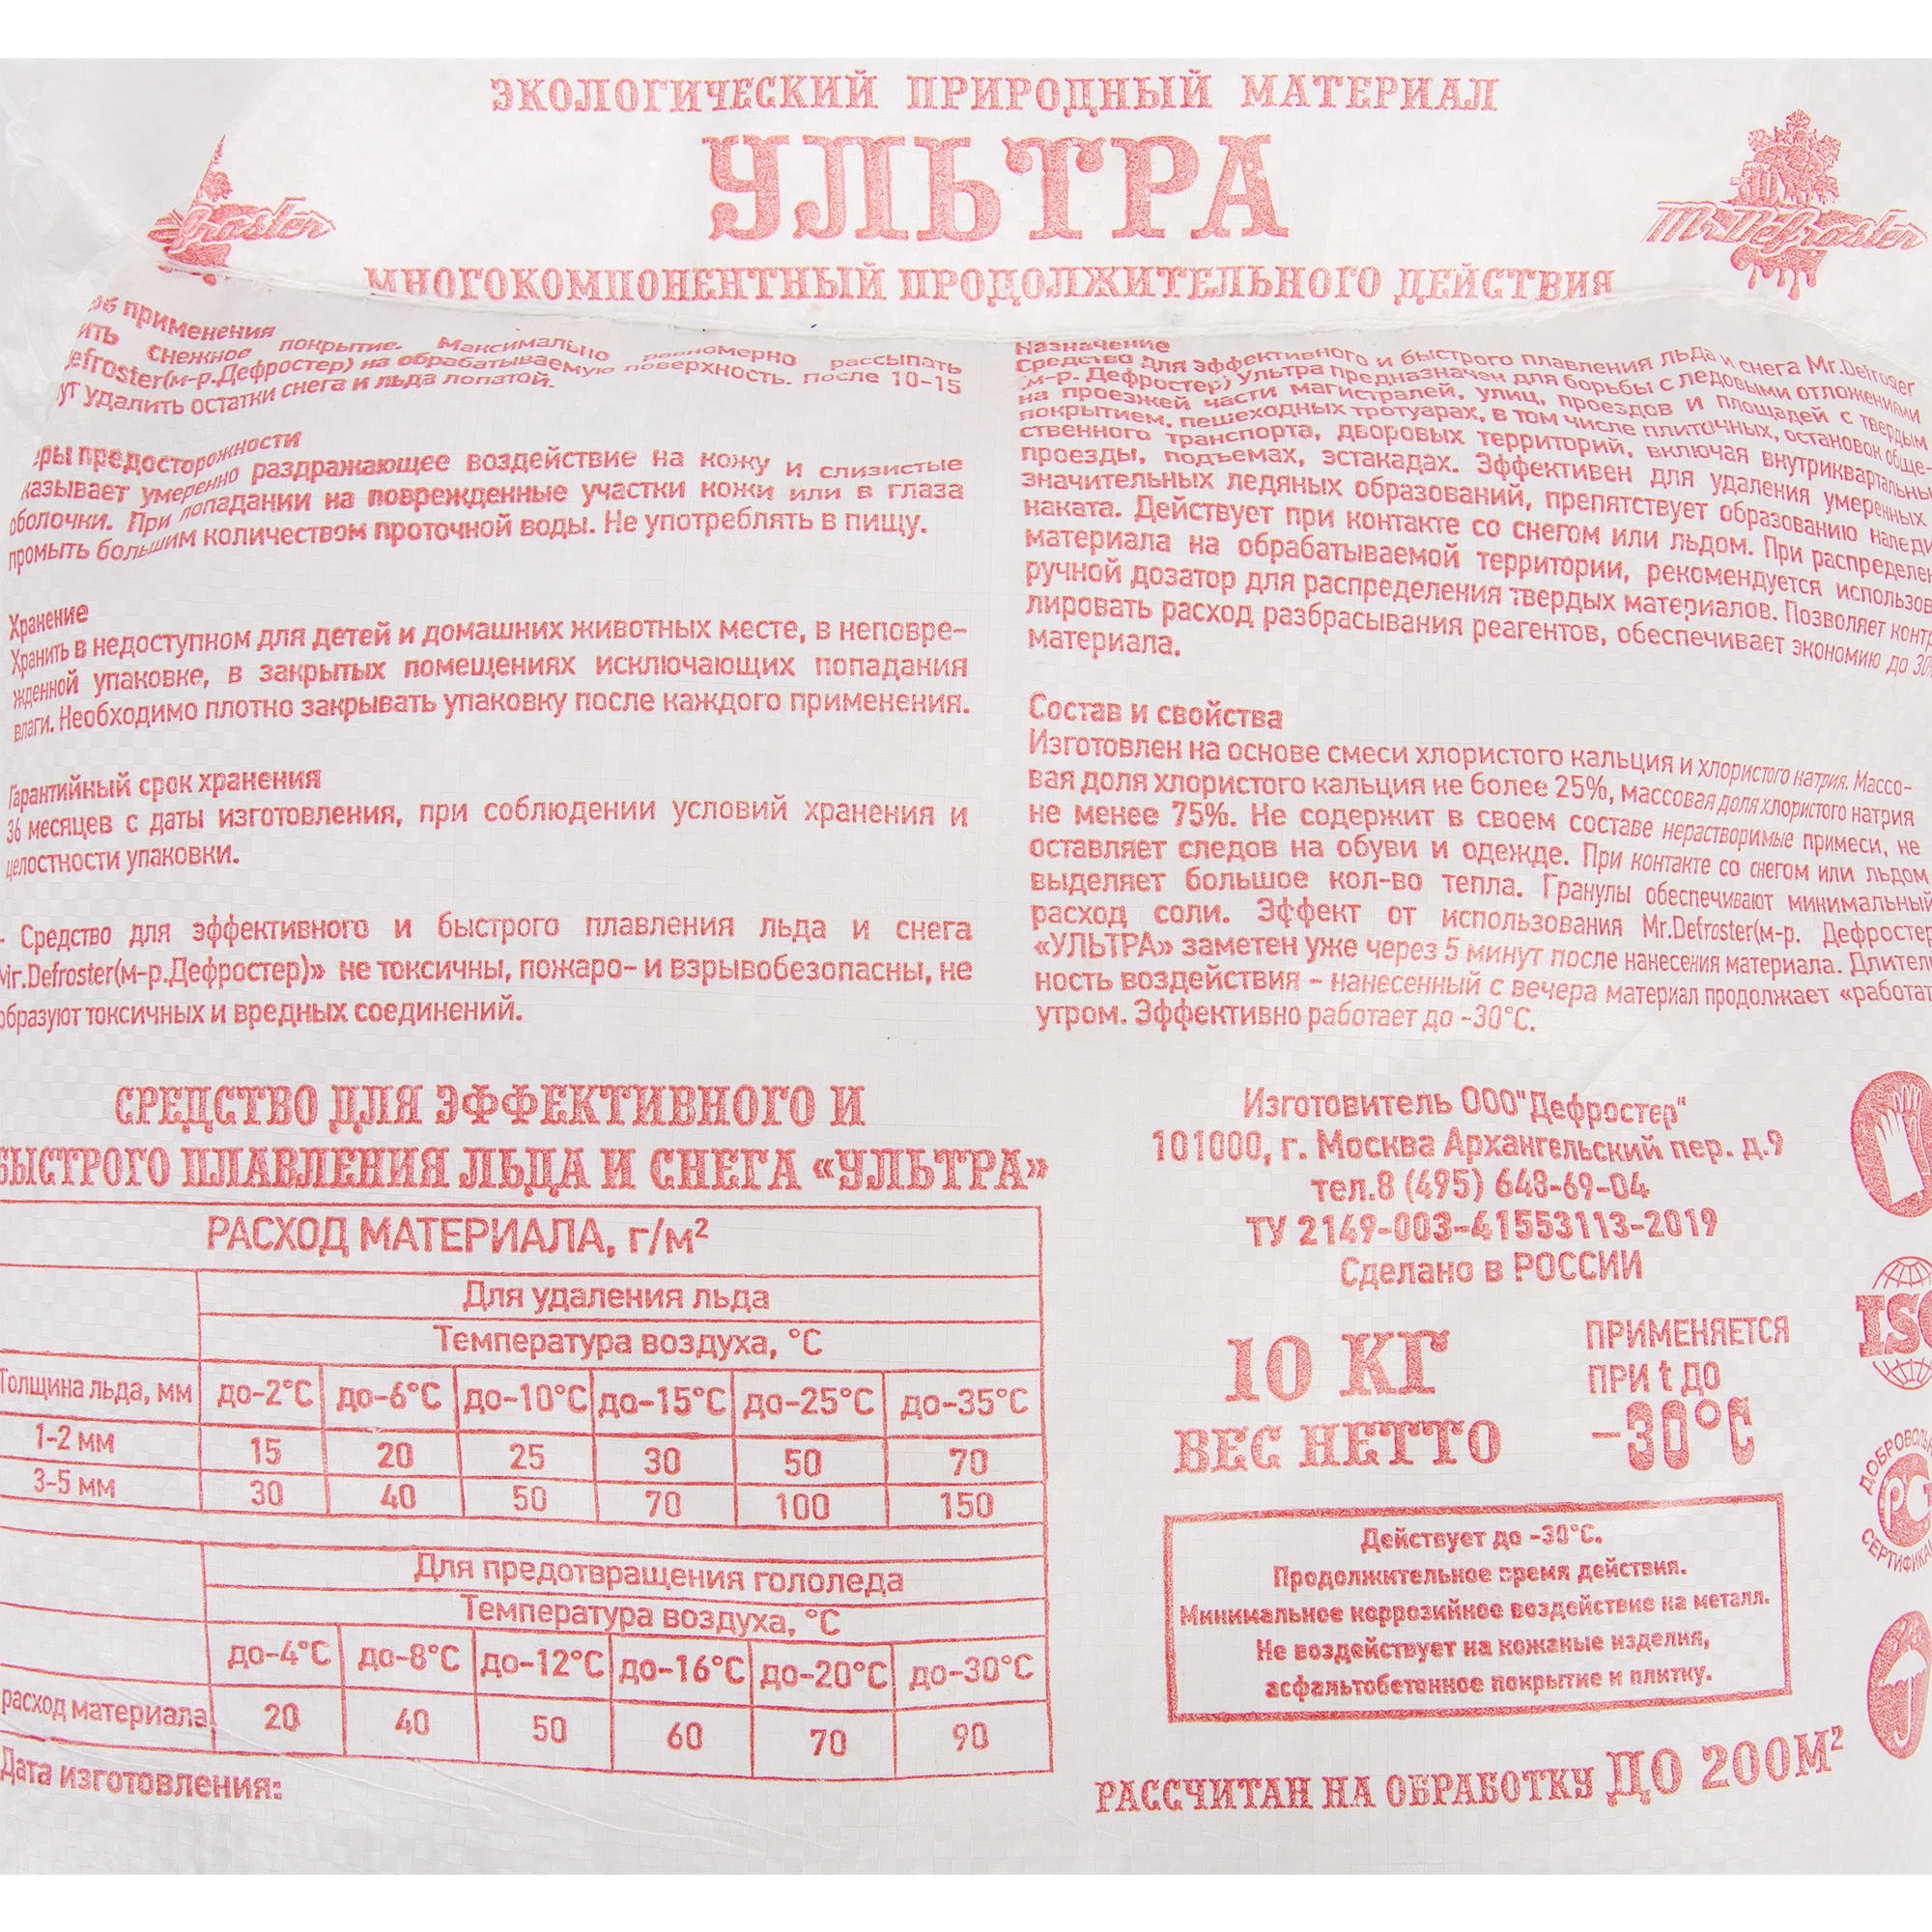 ЭКОЛОГИЧЕСКИЙ ПРИРОДНЫЙ МАТЕРИАЛ
УЛЬТРА
Mr.Defroster
МНОГОКОМПОНЕНТНЫЙ ПРОДОЛЖИТЕЛЬНОГО ДЕЙСТВИЯ
применения
снежное покрытие. Максимально равномерно рассыпать
Defroster(м-р.Дефростер) на обрабатываемую поверхность. После 10-15
удалить остатки снега и льда лопатой.
предосторожности
умеренно раздражающее воздействие на кожу и слизистые
оболочки. При попадании на поврежденные участки кожи или в глаза
промыть большим количеством проточной воды. Не употреблять в пищу.
Хранение
Хранить в недоступном для детей и домашних животных месте, в неповре-
жденной упаковке, в закрытых помещениях исключающих попадания
влаги. Необходимо плотно закрывать упаковку после каждого применения.
Гарантийный срок хранения
36 месяцев с даты изготовления, при соблюдении условий хранения и
целостности упаковки.
- Средство для эффективного и быстрого плавления льда и снега
Mr.Defroster(м-р.Дефростер)» не токсичны, пожаро- и взрывобезопасны, не
образуют токсичных и вредных соединений.
Назначение
Средство для эффективного и быстрого плавления льда и снега Mr.Defroster
(м-р. Дефростер) Ультра предназначен для борьбы с ледовыми отложениями
на проезжей части магистралей, улиц, проездов и площадей с твердым
покрытием, пешеходных тротуарах, в том числе плиточных, остановок обще-
ственного транспорта, дворовых территорий, включая внутриквартальны
проезды, подъемах, эстакадах. Эффективен для удаления умеренных
значительных ледяных образований, препятствует образованию наледи
наката. Действует при контакте со снегом или льдом. При распределен
материала на обрабатываемой территории, рекомендуется использов
ручной дозатор для распределения твердых материалов. Позволяет контр
лировать расход разбрасывания реагентов, обеспечивает экономию до 30
материала.
Состав и свойства
Изготовлен на основе смеси хлористого кальция и хлористого натрия. Массо-
вая доля хлористого кальция не более 25%, массовая доля хлористого натрия
не менее 75%. Не содержит в своем составе нерастворимые примеси, не
оставляет следов на обуви и одежде. При контакте со снегом или льдом
выделяет большое кол-во тепла. Гранулы обеспечивают минимальный
расход соли. Эффект от использования Mr.Defroster(м-р. Дефростер
«УЛЬТРА» заметен уже через 5 минут после нанесения материала. Длитель
ность воздействия - нанесенный с вечера материал продолжает «работат
утром. Эффективно работает до -30°C.
СРЕДСТВО ДЛЯ ЭФФЕКТИВНОГО И
БЫСТРОГО ПЛАВЛЕНИЯ ЛЬДА И СНЕГА «УЛЬТРА»
РАСХОД МАТЕРИАЛА, г/м²
Для удаления льда
Температура воздуха, °C
Толщина льда, мм до-2°C до-6°C до-10°C до-15°C до-25°C до-35°C
1-2 мм 15 20 25 30 50 70
3-5 мм 30 40 50 70 100 150
Для предотвращения гололеда
Температура воздуха, °C
до-4°C до-8°C до-12°C до-16°C до-20°C до-30°C
расход материала 20 40 50 60 70 90
Дата изготовления:
Изготовитель ООО"Дефростер"
101000, г. Москва Архангельский пер. д.9
тел.8 (495) 648-69-04
ТУ 2149-003-41553113-2019
Сделано в РОССИИ
10 КГ
ВЕС НЕТТО
ПРИМЕНЯЕТСЯ
ПРИ t ДО
-30°C
Действует до -30°C.
Продолжительное время действия.
Минимальное коррозийное воздействие на металл.
Не воздействует на кожаные изделия,
асфальтобетонное покрытие и плитку.
РАССЧИТАН НА ОБРАБОТКУ ДО 200М²